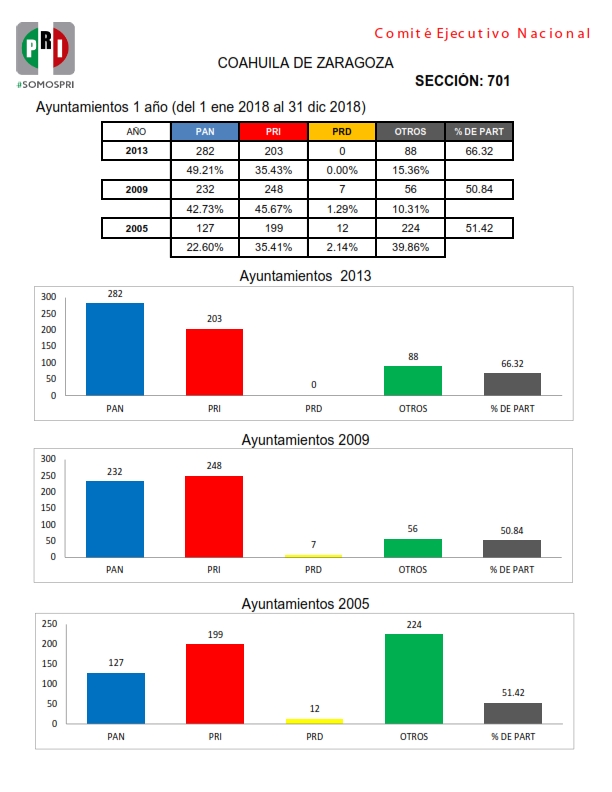 PRI
#SOMOSPRI
Comité Ejecutivo Nacional
COAHUILA DE ZARAGOZA
SECCIÓN: 701
Ayuntamientos 1 año (del 1 ene 2018 al 31 dic 2018)
AÑO PAN PRI PRD OTROS % DE PART
2013 282 203 0 88 66.32
49.21% 35.43% 0.00% 15.36%
2009 232 248 7 56 50.84
42.73% 45.67% 1.29% 10.31%
2005 127 199 12 224 51.42
22.60% 35.41% 2.14% 39.86%
Ayuntamientos 2013
300
250
200
150
100
50
0
282 203 0 88 66.32
PAN PRI PRD OTROS % DE PART
Ayuntamientos 2009
300
250
200
150
100
50
0
232 248 7 56 50.84
PAN PRI PRD OTROS % DE PART
Ayuntamientos 2005
250
200
150
100
50
0
127 199 12 224 51.42
PAN PRI PRD OTROS % DE PART